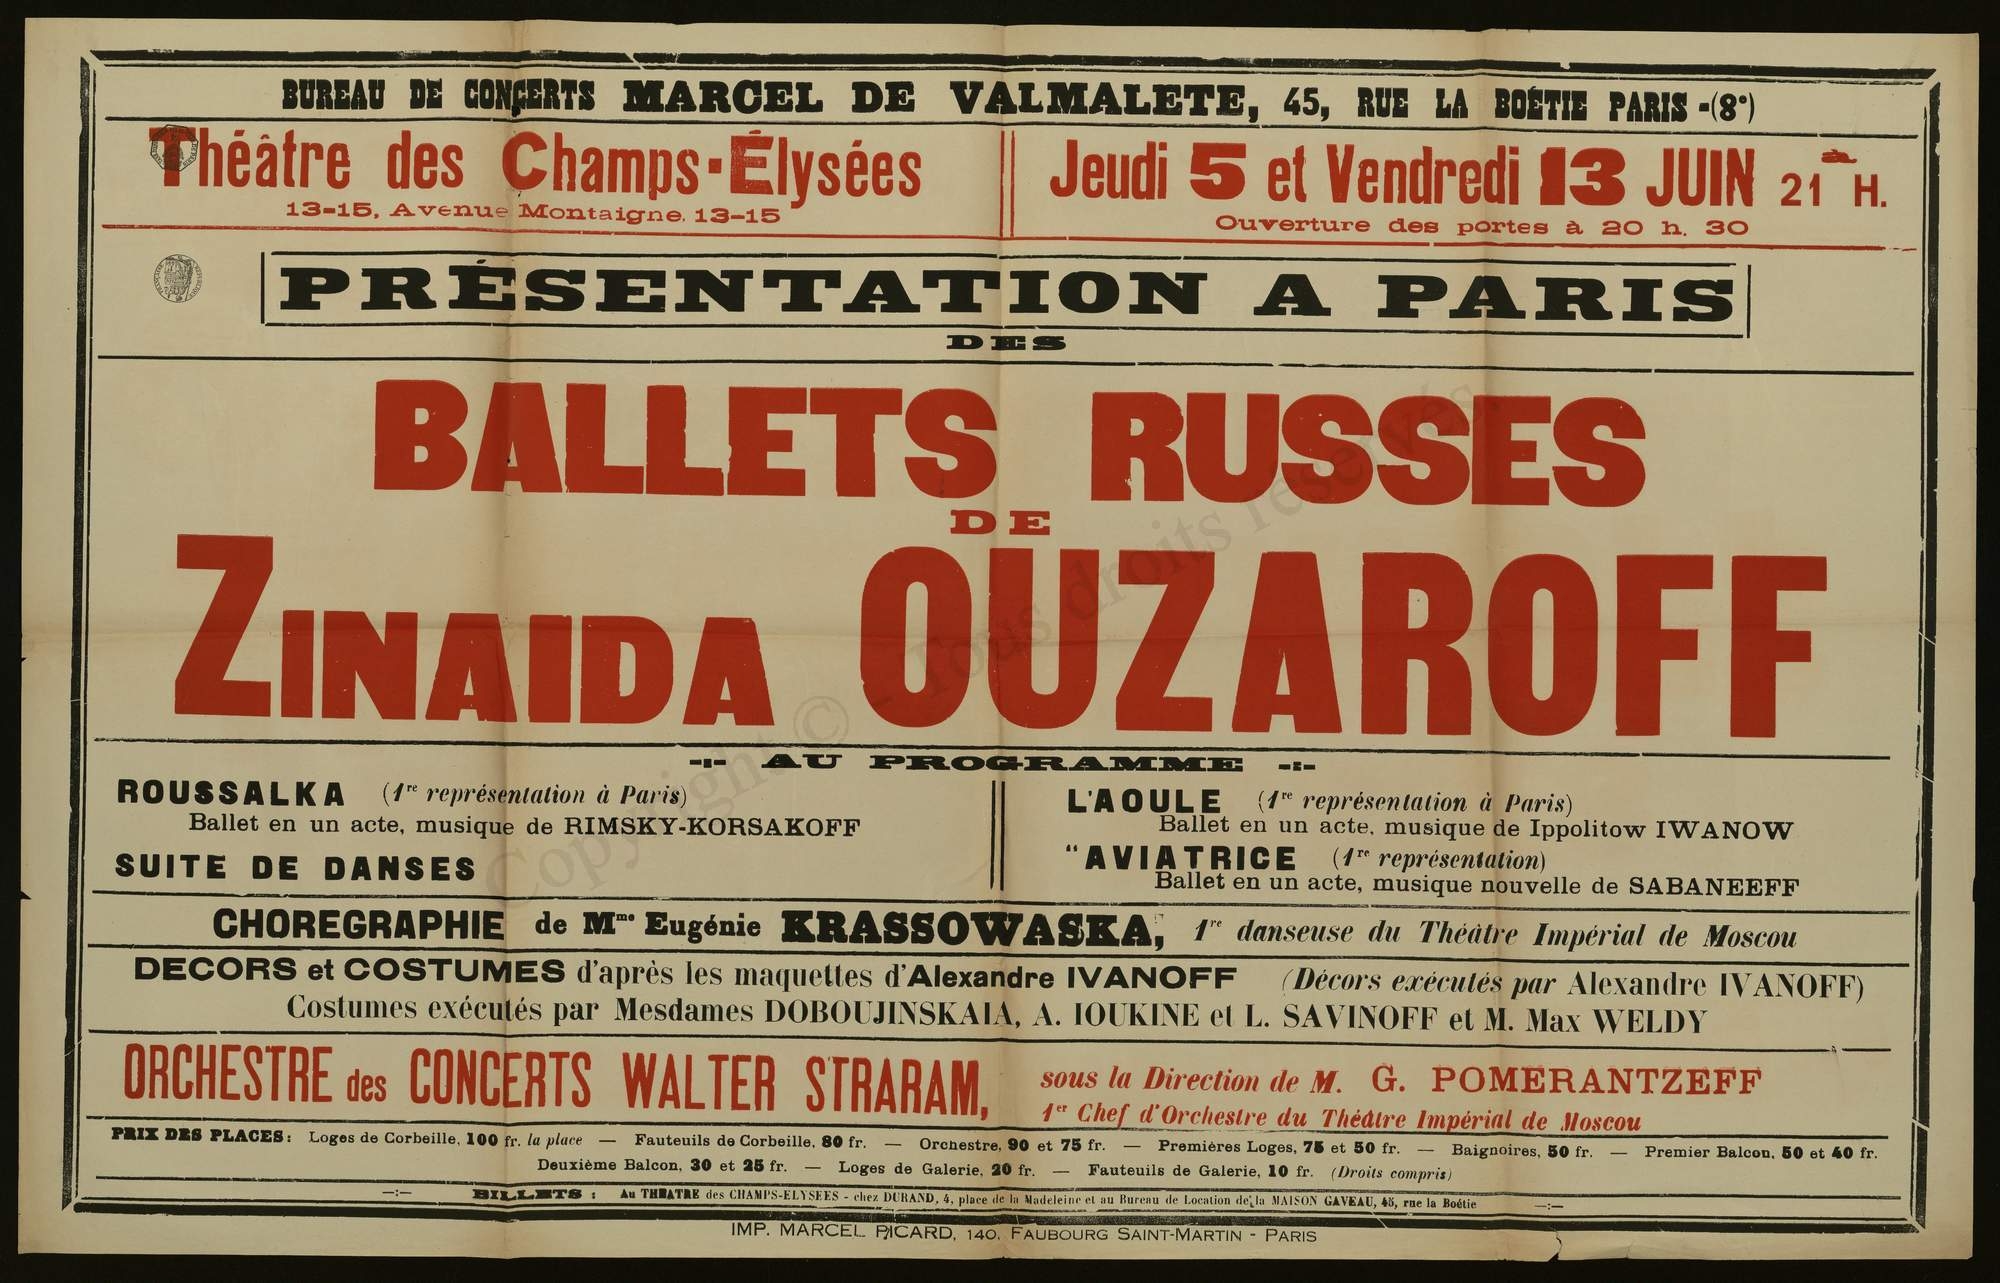 BUREAU DE CONCERTS MARCEL DE VALMALETE, 45, RUE LA BOÉTIE PARIS -(8e)
Théâtre des Champs-Élysées
13-15, Avenue Montaigne, 13-15
Jeudi 5 et Vendredi 13 JUIN à 21 H.
Ouverture des portes à 20 h. 30
PRÉSENTATION A PARIS
DES
BALLETS RUSSES
DE
ZINAIDA OUZAROFF
AU PROGRAMME
ROUSSALKA (1re représentation à Paris)
Ballet en un acte, musique de RIMSKY-KORSAKOFF
SUITE DE DANSES
L'AOULE (1re représentation à Paris)
Ballet en un acte, musique de Ippolitow IWANOW
"AVIATRICE (1re représentation)
Ballet en un acte, musique nouvelle de SABANEEFF
CHOREGRAPHIE de Mme Eugénie KRASSOWASKA, 1re danseuse du Théâtre Impérial de Moscou
DECORS et COSTUMES d'après les maquettes d'Alexandre IVANOFF (Décors exécutés par Alexandre IVANOFF)
Costumes exécutés par Mesdames DOBOUJINSKAIA, A. IOUKINE et L. SAVINOFF et M. Max WELDY
ORCHESTRE des CONCERTS WALTER STRARAM,
sous la Direction de M. G. POMERANTZEFF
1er Chef d'Orchestre du Théâtre Impérial de Moscou
PRIX DES PLACES: Loges de Corbeille, 100 fr. la place — Fauteuils de Corbeille, 80 fr. — Orchestre, 90 et 75 fr. — Premières Loges, 75 et 50 fr. — Baignoires, 50 fr. — Premier Balcon, 50 et 40 fr.
Deuxième Balcon, 30 et 25 fr. — Loges de Galerie, 20 fr. — Fauteuils de Galerie, 10 fr. (Droits compris)
BILLETS : Au THEATRE des CHAMPS-ELYSEES - chez DURAND, 4, place de la Madeleine et au Bureau de Location de la MAISON GAVEAU, 45, rue la Boétie
IMP. MARCEL PICARD, 140, FAUBOURG SAINT-MARTIN - PARIS
Copyright © - Tous droits réservés.